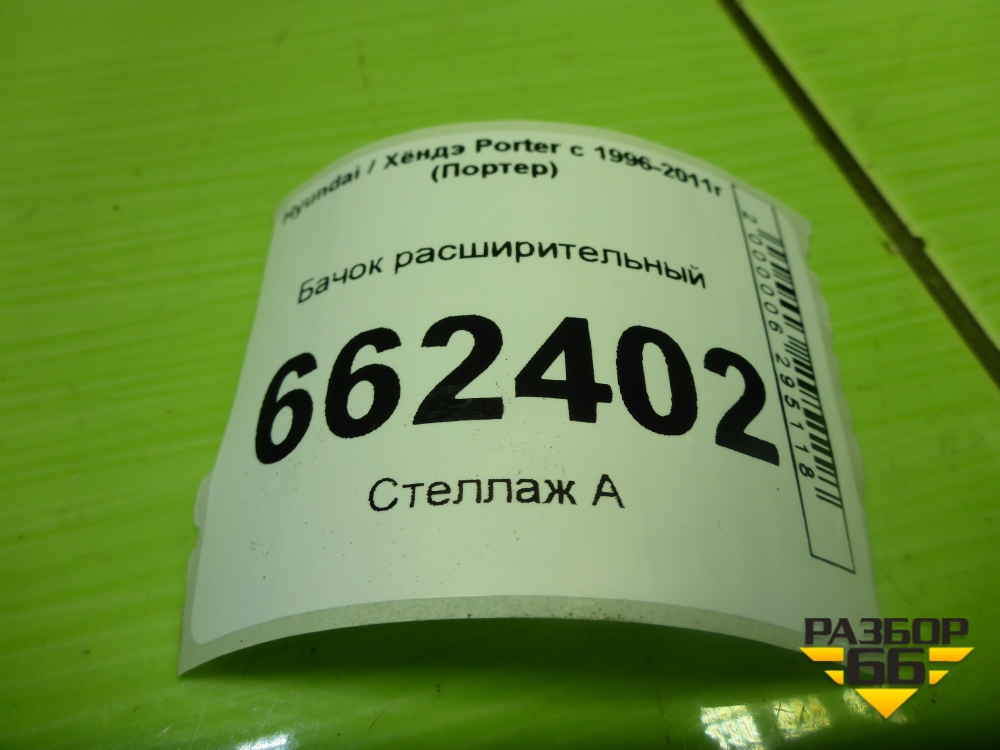 Hyundai / Хёндэ Porter с 1996-2011г
(Портер)
Бачок расширительный
662402
Стеллаж А
2000006295118
РАЗБОР
66